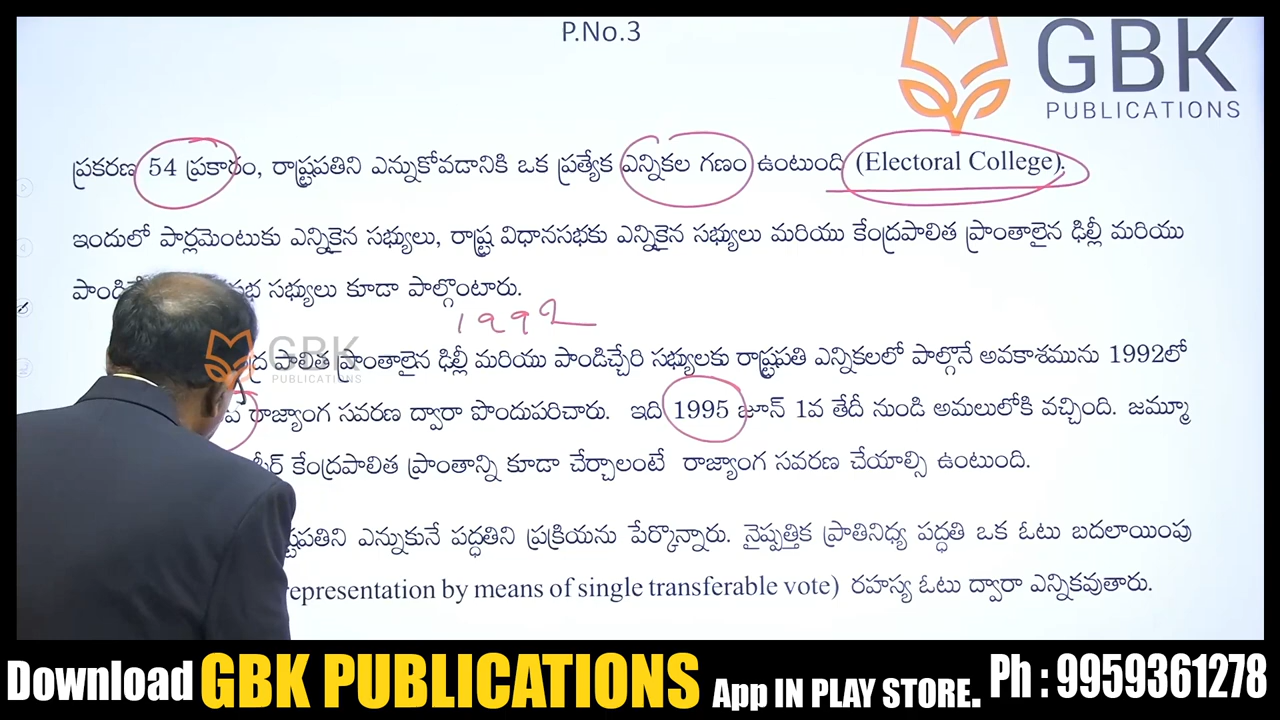 P.No.3
GBK
PUBLICATIONS
ప్రకరణ 54 ప్రకారం, రాష్ట్రపతిని ఎన్నుకోవడానికి ఒక ప్రత్యేక ఎన్నికల గణం ఉంటుంది (Electoral College).
ఇందులో పార్లమెంటుకు ఎన్నికైన సభ్యులు, రాష్ట్ర విధానసభకు ఎన్నికైన సభ్యులు మరియు కేంద్రపాలిత ప్రాంతాలైన ఢిల్లీ మరియు
సభ్యులు కూడా పాల్గొంటారు.
1992
GBK
PUBLICATIONS
పాలిత ప్రాంతాలైన ఢిల్లీ మరియు పాండిచ్చేరి సభ్యులకు రాష్ట్రపతి ఎన్నికలలో పాల్గొనే అవకాశమును 1992లో
వ రాజ్యాంగ సవరణ ద్వారా పొందుపరిచారు. ఇది 1995 జూన్ 1వ తేదీ నుండి అమలులోకి వచ్చింది. జమ్మూ
కేంద్రపాలిత ప్రాంతాన్ని కూడా చేర్చాలంటే రాజ్యాంగ సవరణ చేయాల్సి ఉంటుంది.
ఎన్నుకునే పద్ధతిని ప్రక్రియను పేర్కొన్నారు. నైష్పత్తిక ప్రాతినిధ్య పద్ధతి ఒక ఓటు బదలాయింపు
representation by means of single transferable vote) రహస్య ఓటు ద్వారా ఎన్నికవుతారు.
Download GBK PUBLICATIONS App IN PLAY STORE. Ph : 9959361278